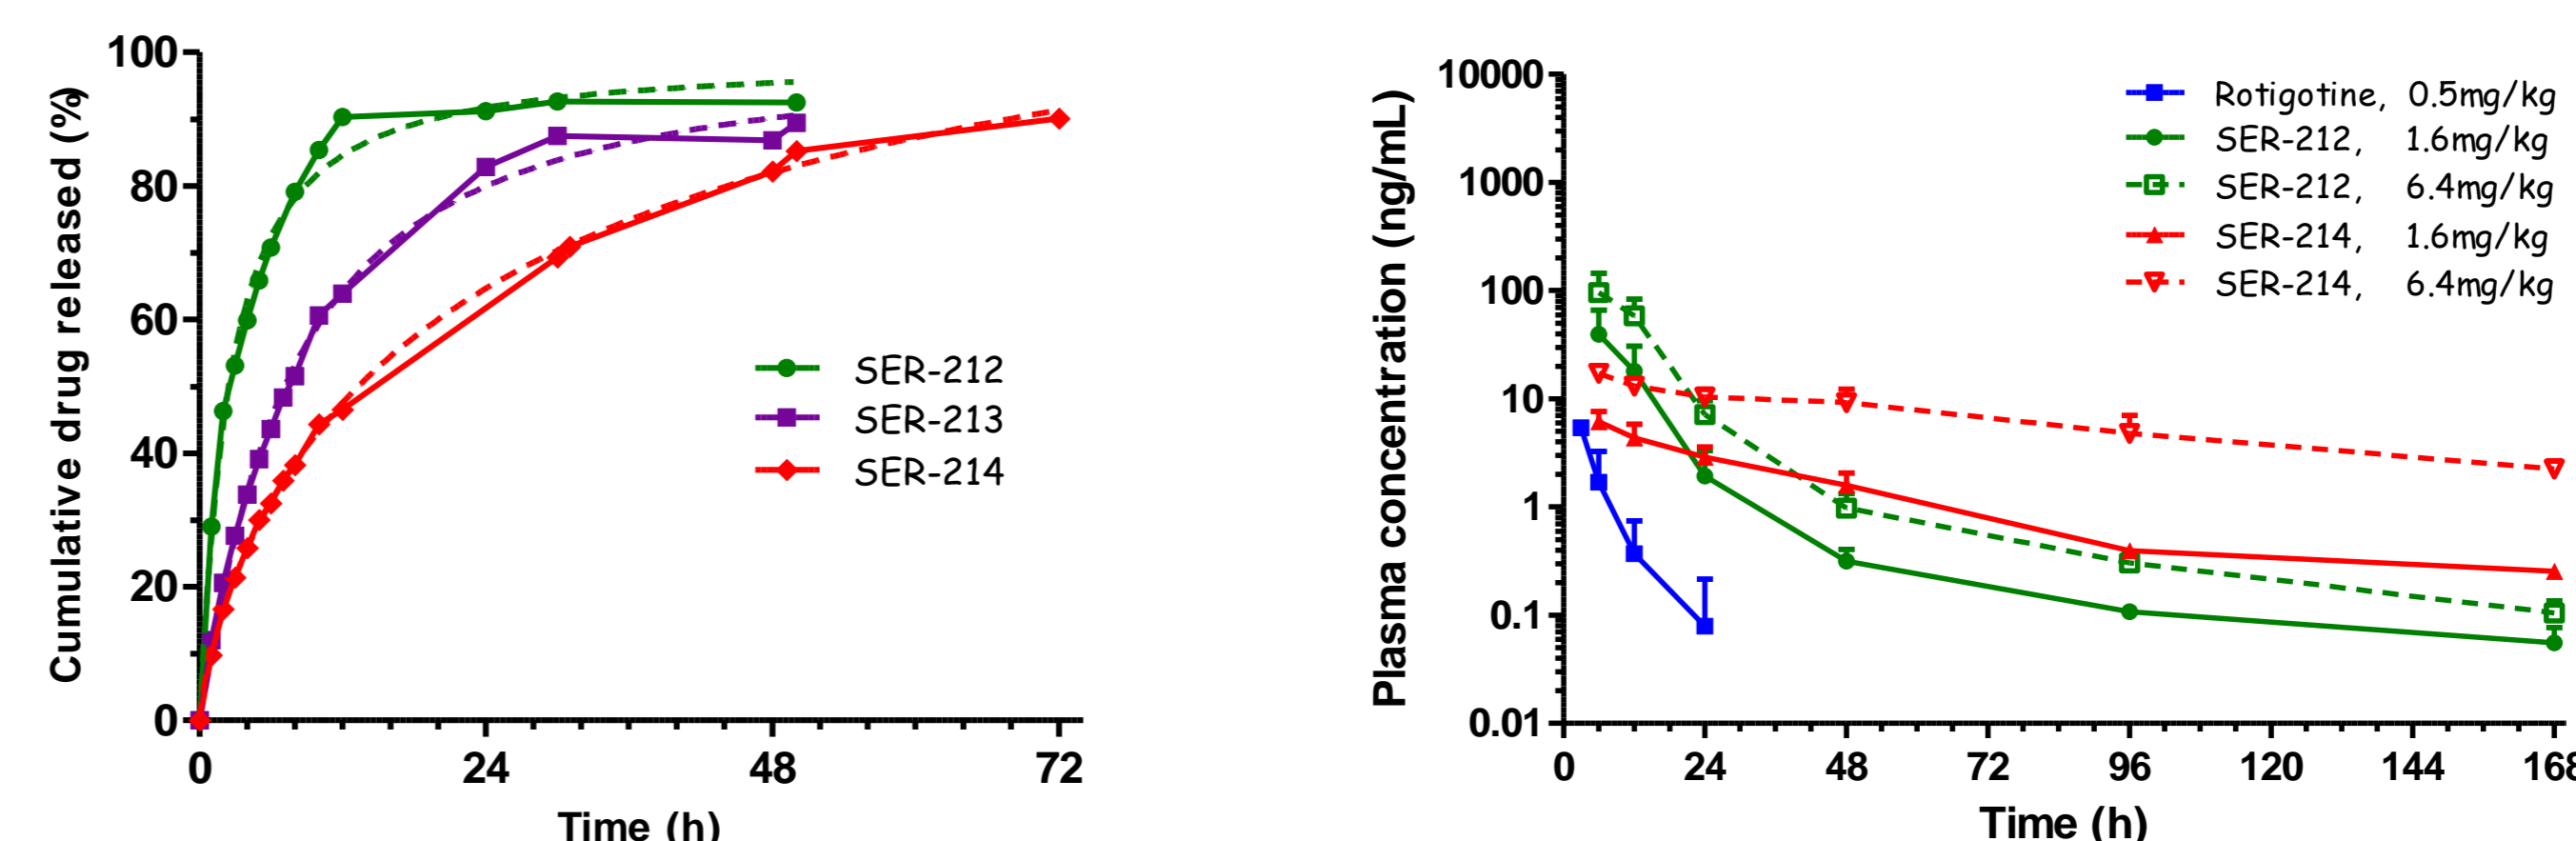 Cumulative drug released (%)
100
80
60
40
20
0
0 24 48 72
Time (h)
SER-212
SER-213
SER-214
Plasma concentration (ng/mL)
10000
1000
100
10
1
0.1
0.01
0 24 48 72 96 120 144 168
Time (h)
Rotigotine, 0.5mg/kg
SER-212, 1.6mg/kg
SER-212, 6.4mg/kg
SER-214, 1.6mg/kg
SER-214, 6.4mg/kg